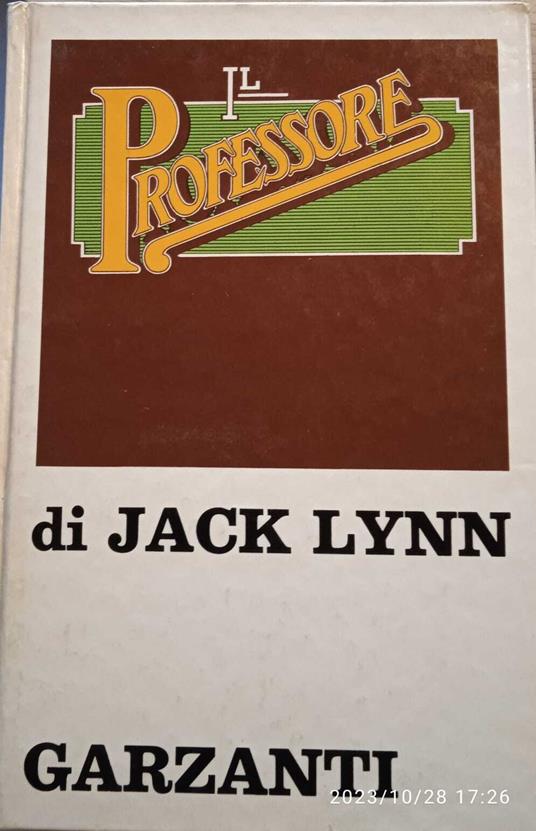 IL
PROFESSORE
di JACK LYNN
GARZANTI
2023/10/28 17:26